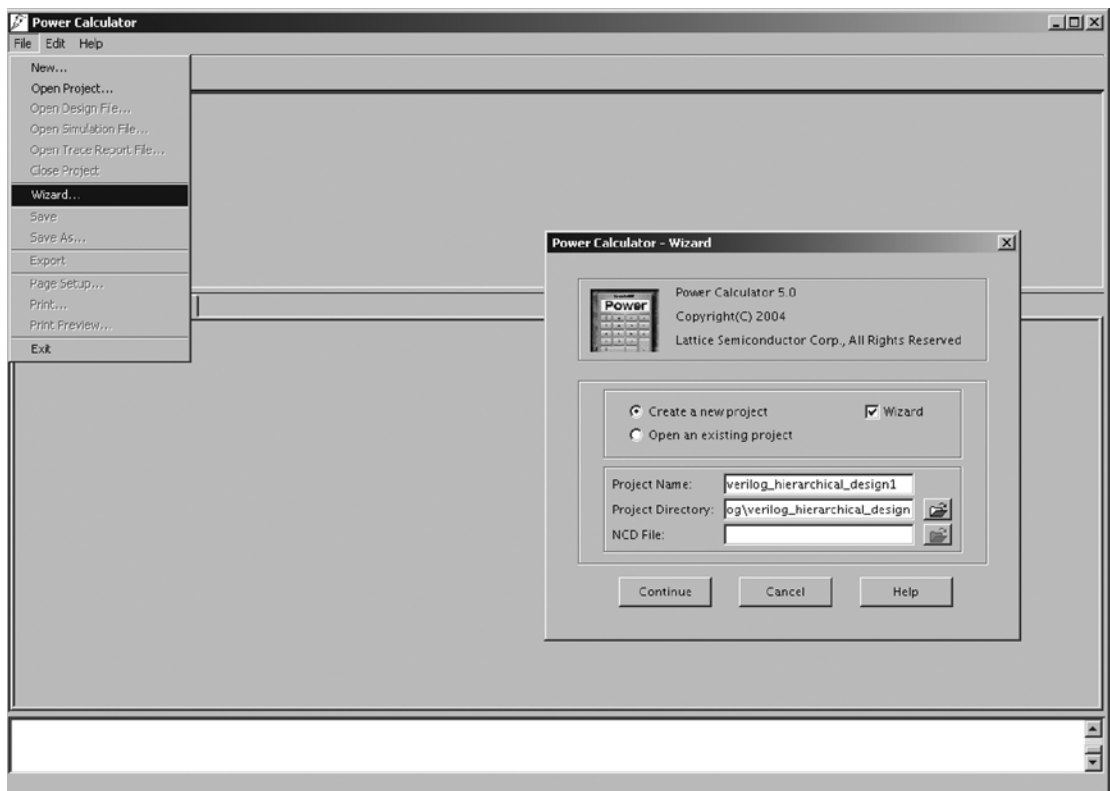 Power Calculator
File Edit Help
New...
Open Project...
Open Design File...
Open Simulation File...
Open Trace Report File...
Close Project
Wizard...
Save
Save As...
Export
Page Setup...
Print...
Print Preview...
Exit
Power Calculator - Wizard
Power
Power Calculator 5.0
Copyright(C) 2004
Lattice Semiconductor Corp., All Rights Reserved
Create a new project Wizard
Open an existing project
Project Name: verilog_hierarchical_design1
Project Directory: og\verilog_hierarchical_design
NCD File:
Continue Cancel Help